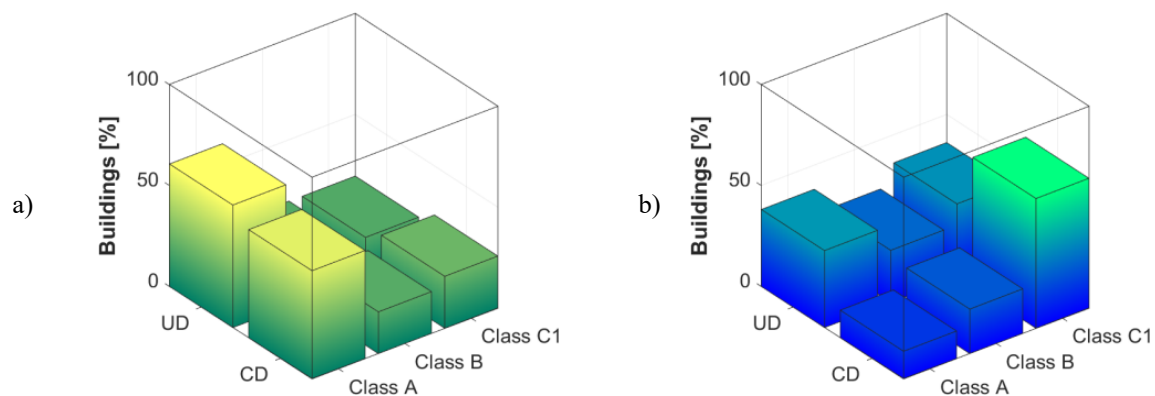 a)
Buildings [%]
100
50
0
UD
CD
Class A
Class B
Class C1
b)
Buildings [%]
100
50
0
UD
CD
Class A
Class B
Class C1